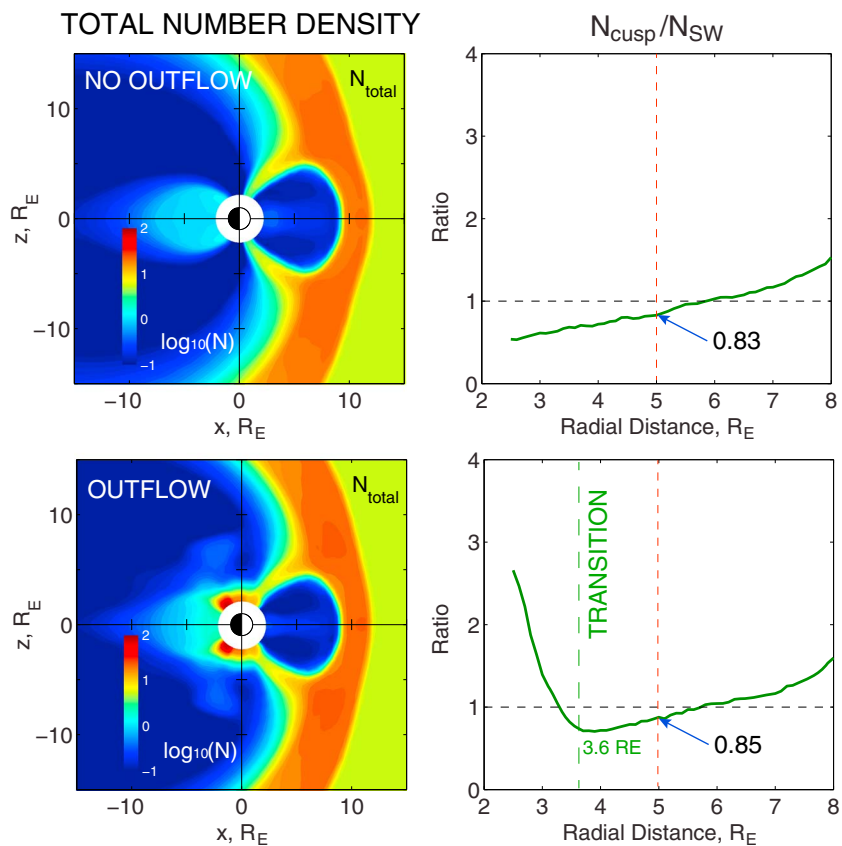 TOTAL NUMBER DENSITY
N_cusp/N_SW
NO OUTFLOW
N_total
10
0
−10
z, R_E
2
1
0
−1
log₁₀(N)
−10
0
10
x, R_E
4
3
2
1
0
Ratio
0.83
2
3
4
5
6
7
8
Radial Distance, R_E
OUTFLOW
N_total
10
0
−10
z, R_E
2
1
0
−1
log₁₀(N)
−10
0
10
x, R_E
4
3
2
1
0
Ratio
TRANSITION
3.6 RE
0.85
2
3
4
5
6
7
8
Radial Distance, R_E